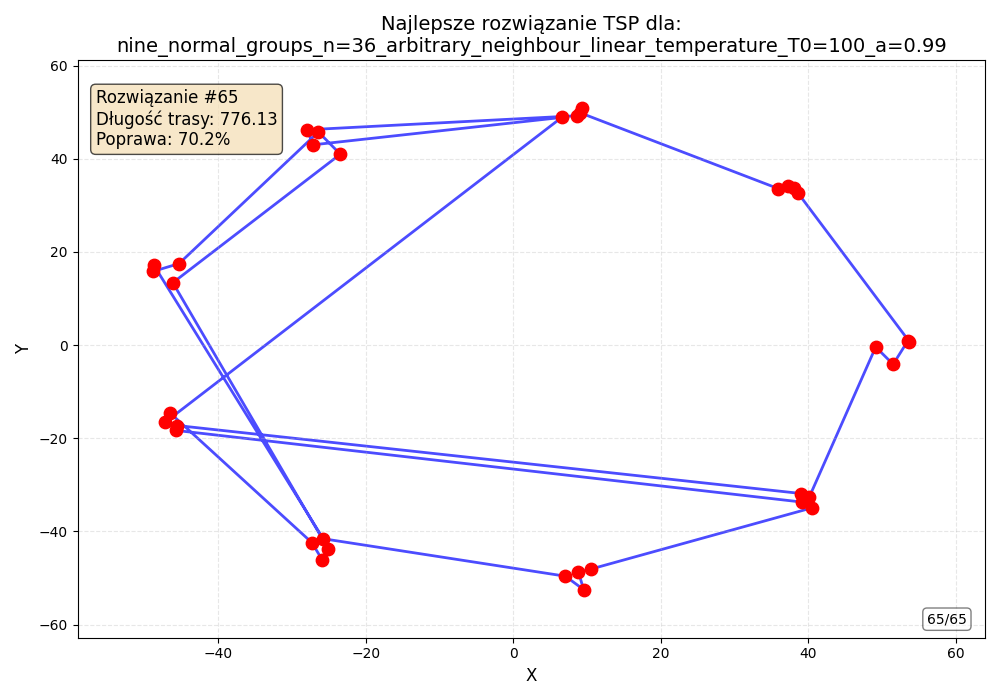 Najlepsze rozwiązanie TSP dla:
nine_normal_groups_n=36_arbitrary_neighbour_linear_temperature_T0=100_a=0.99
Rozwiązanie #65
Długość trasy: 776.13
Poprawa: 70.2%
60
40
20
0
−20
−40
−60
Y
65/65
−40
−20
0
20
40
60
X